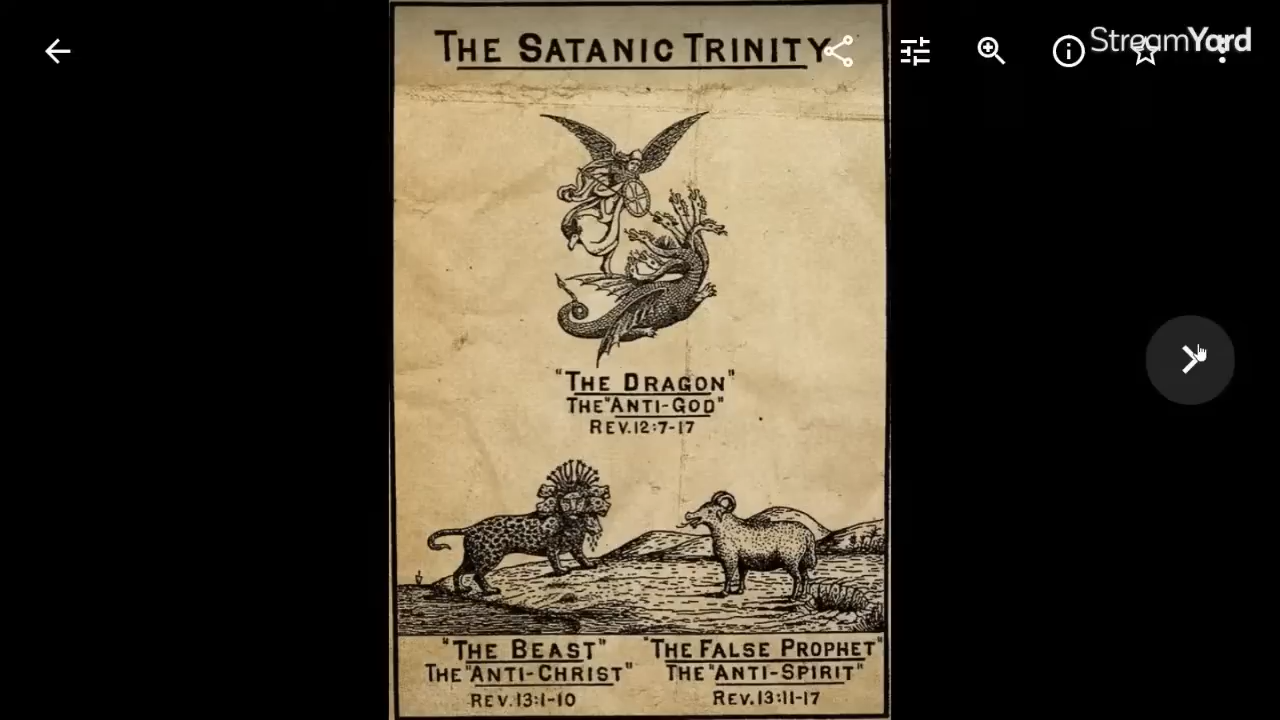 THE SATANIC TRINITY
StreamYard
"THE DRAGON"
THE "ANTI-GOD"
REV. 12:7-17
"THE BEAST"
THE "ANTI-CHRIST"
REV. 13:1-10
"THE FALSE PROPHET"
THE "ANTI-SPIRIT"
REV. 13:11-17